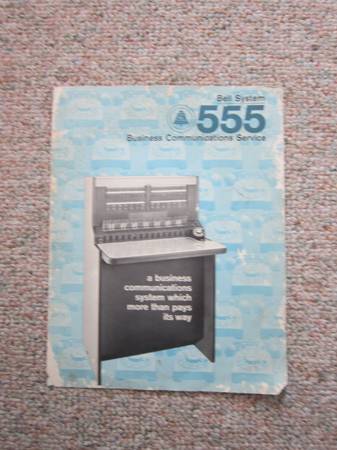 Bell System
555
Business Communications Service
a business
communications
system which
more than pays
its way